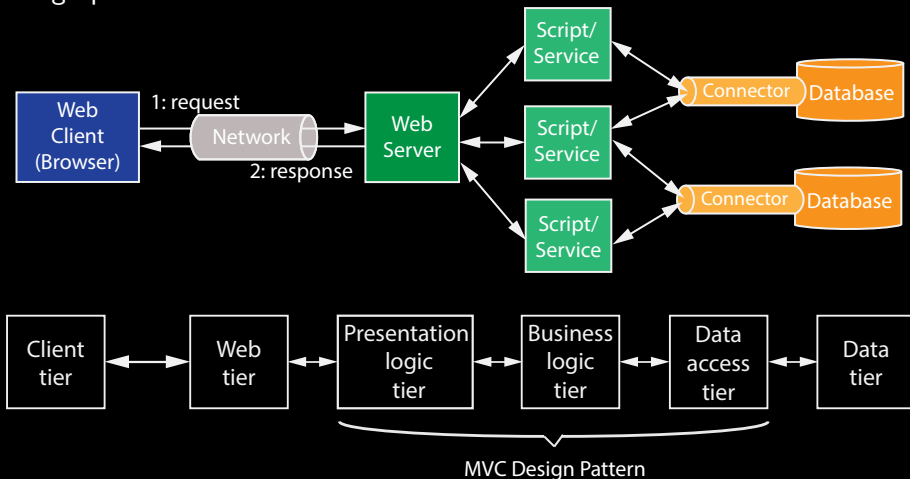 Script/
Service
1: request
Web
Client
(Browser)
Network
Web
Server
2: response
Script/
Service
Connector
Database
Script/
Service
Connector
Database
Client
tier
Web
tier
Presentation
logic
tier
Business
logic
tier
Data
access
tier
Data
tier
MVC Design Pattern